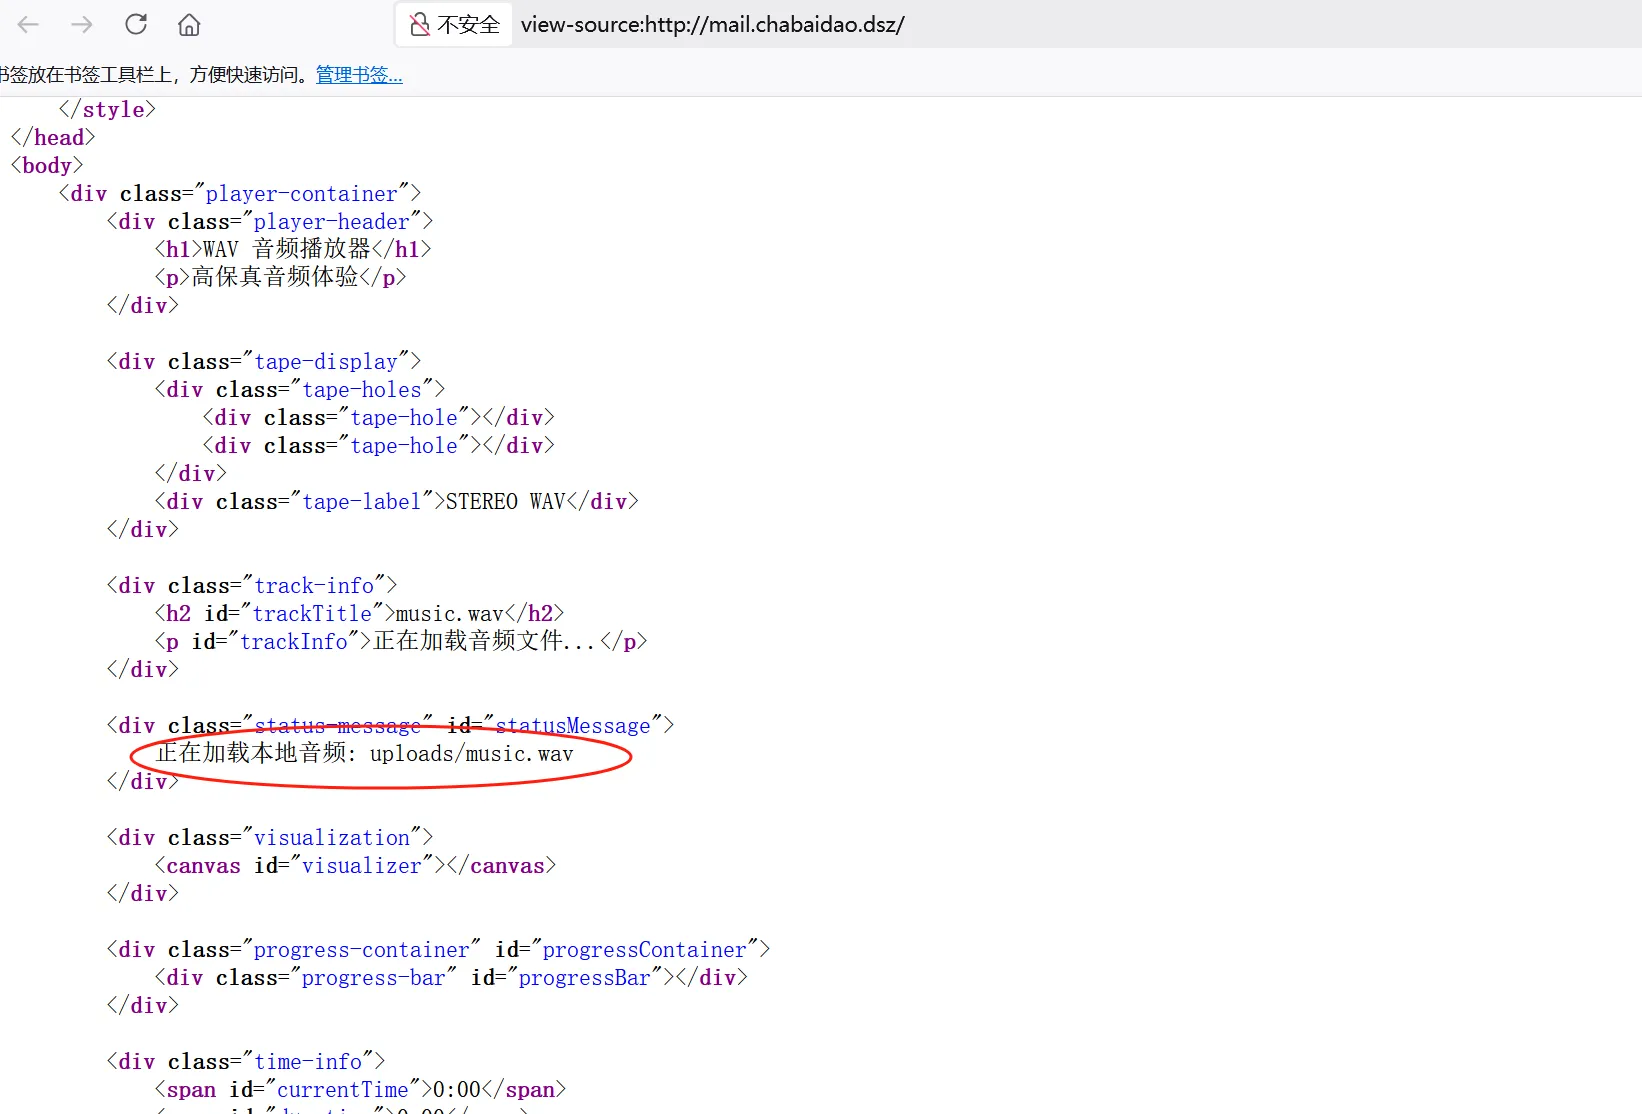 不安全 view-source:http://mail.chabaidao.dsz/
书签放在书签工具栏上，方便快速访问。管理书签...
</style>
</head>
<body>
<div class="player-container">
<div class="player-header">
<h1>WAV 音频播放器</h1>
<p>高保真音频体验</p>
</div>
<div class="tape-display">
<div class="tape-holes">
<div class="tape-hole"></div>
<div class="tape-hole"></div>
</div>
<div class="tape-label">STEREO WAV</div>
</div>
<div class="track-info">
<h2 id="trackTitle">music.wav</h2>
<p id="trackInfo">正在加载音频文件...</p>
</div>
<div class="status-message" id="statusMessage">
正在加载本地音频: uploads/music.wav
</div>
<div class="visualization">
<canvas id="visualizer"></canvas>
</div>
<div class="progress-container" id="progressContainer">
<div class="progress-bar" id="progressBar"></div>
</div>
<div class="time-info">
<span id="currentTime">0:00</span>